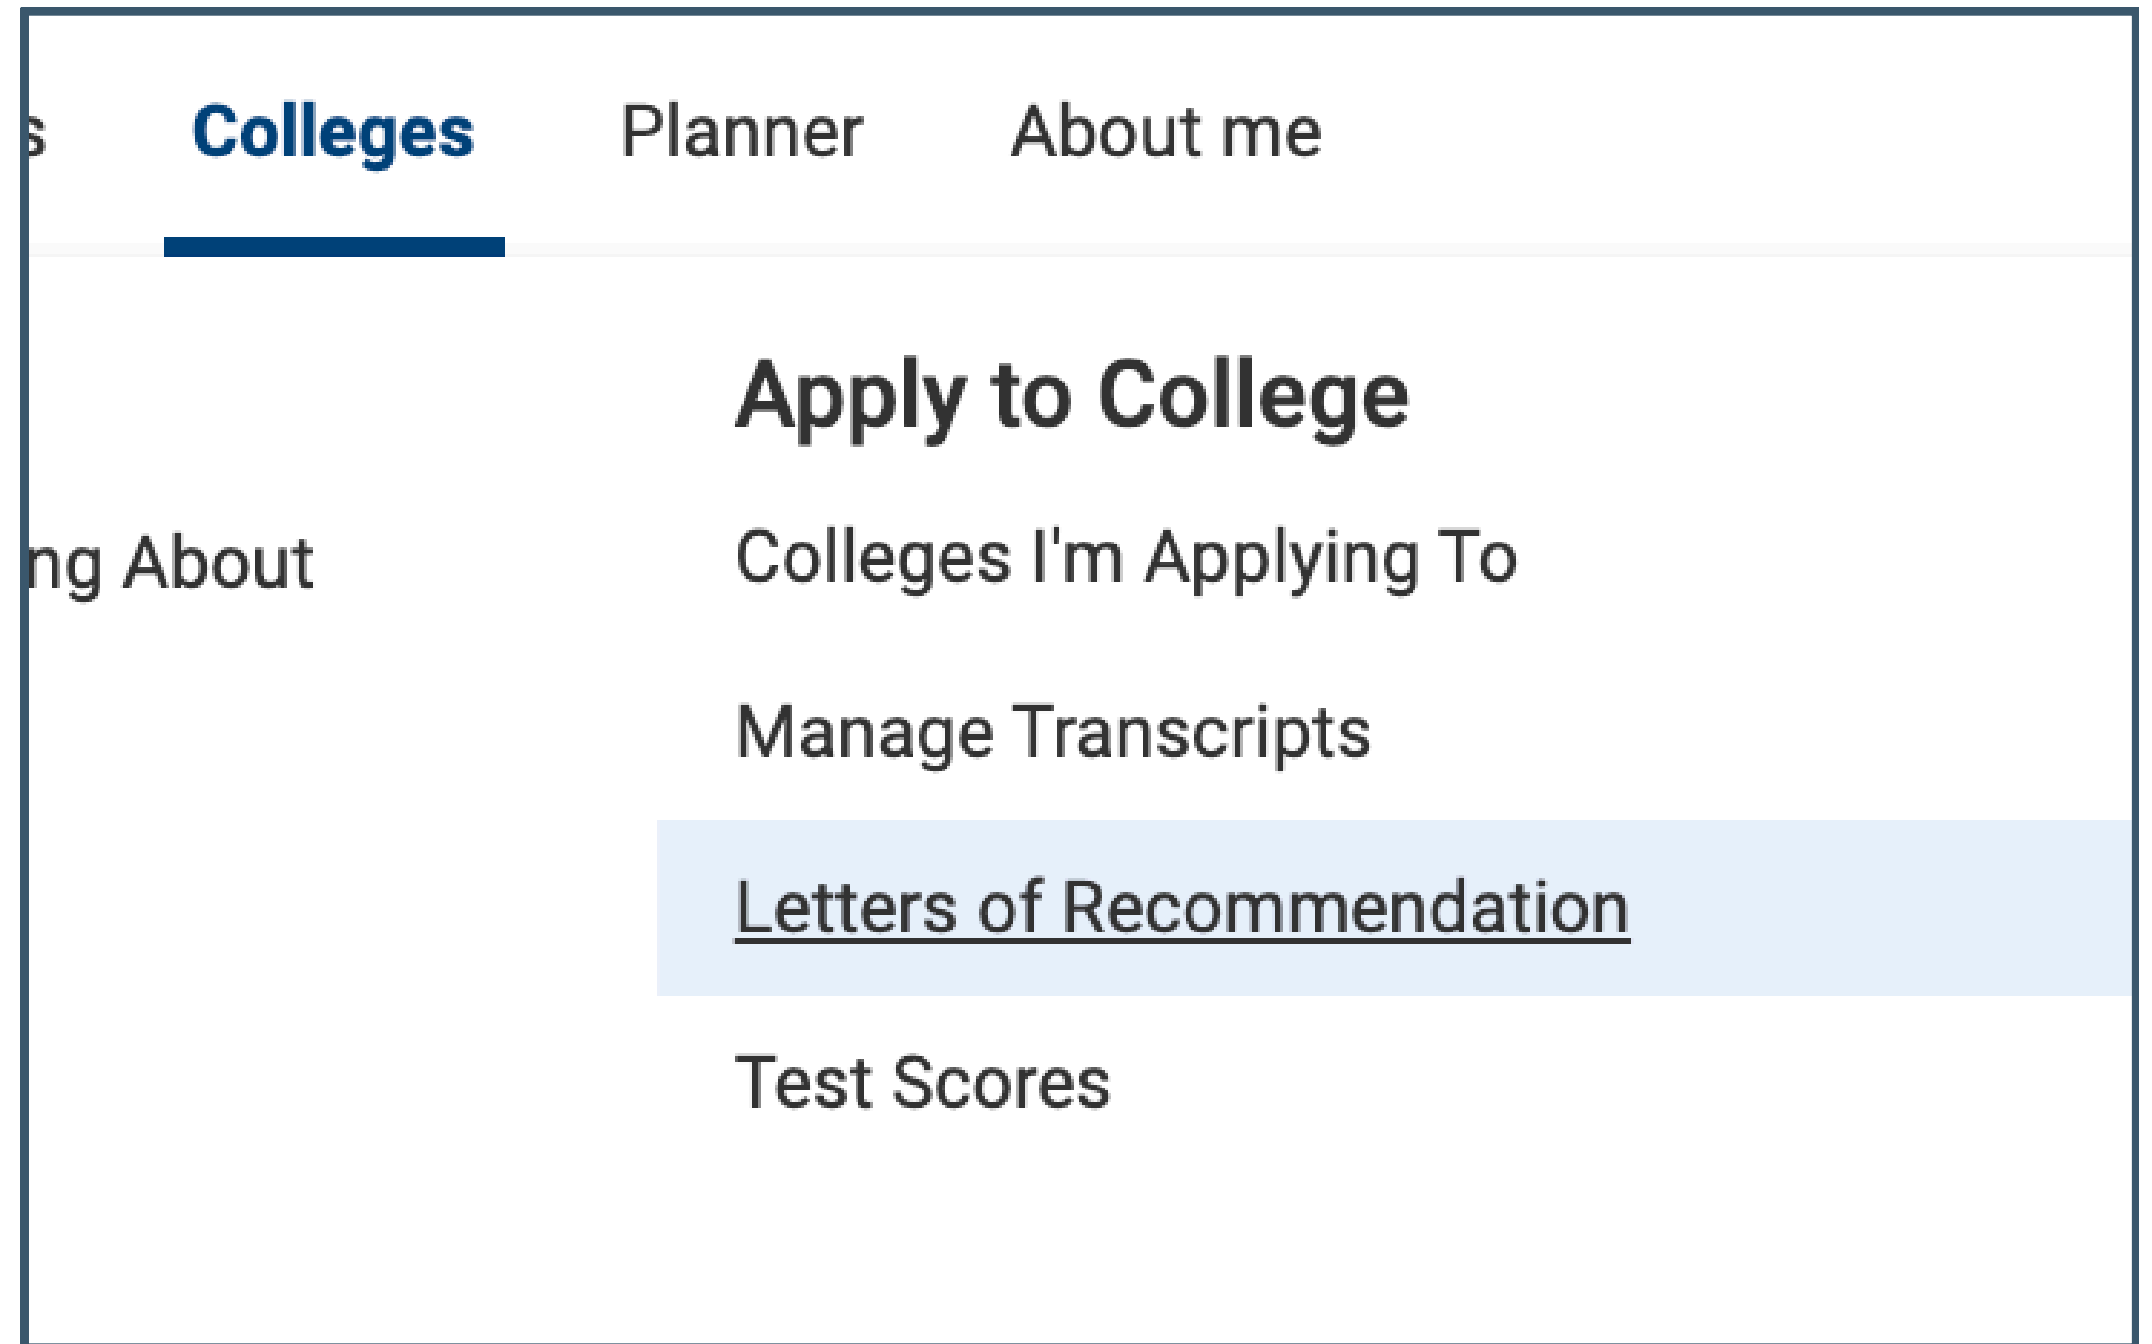 s Colleges Planner About me
Apply to College
Colleges I'm Applying To
ng About
Manage Transcripts
Letters of Recommendation
Test Scores